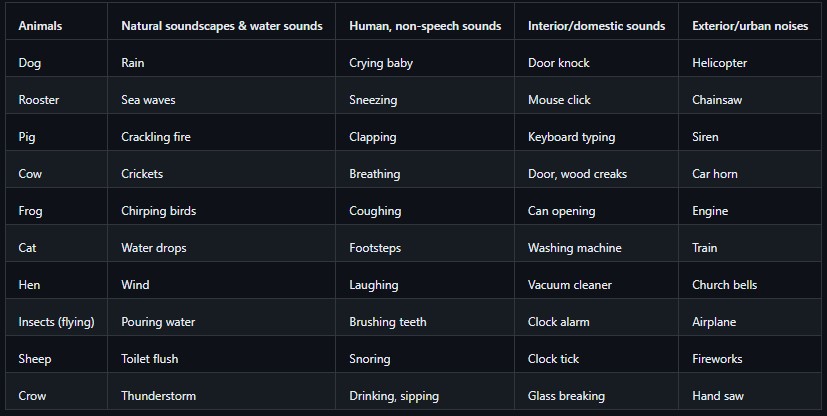 Animals Natural soundscapes & water sounds Human, non-speech sounds Interior/domestic sounds Exterior/urban noises
Dog Rain Crying baby Door knock Helicopter
Rooster Sea waves Sneezing Mouse click Chainsaw
Pig Crackling fire Clapping Keyboard typing Siren
Cow Crickets Breathing Door, wood creaks Car horn
Frog Chirping birds Coughing Can opening Engine
Cat Water drops Footsteps Washing machine Train
Hen Wind Laughing Vacuum cleaner Church bells
Insects (flying) Pouring water Brushing teeth Clock alarm Airplane
Sheep Toilet flush Snoring Clock tick Fireworks
Crow Thunderstorm Drinking, sipping Glass breaking Hand saw